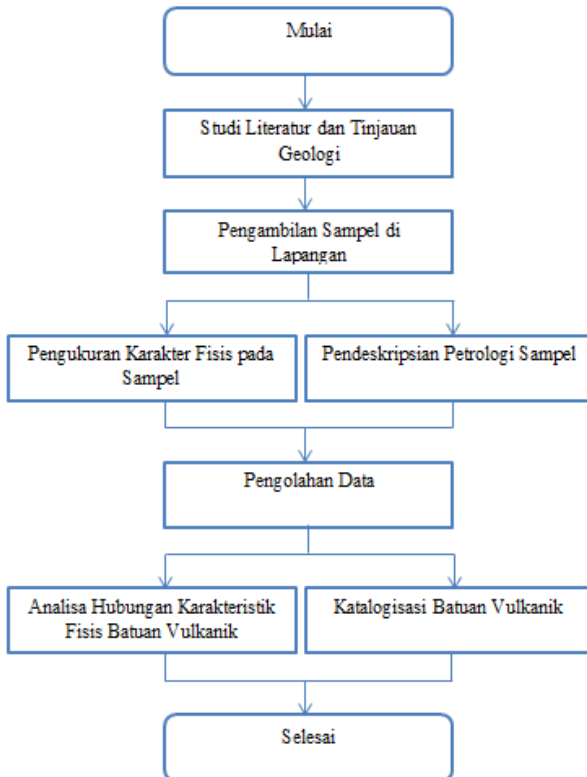 Mulai
Studi Literatur dan Tinjauan
Geologi
Pengambilan Sampel di
Lapangan
Pengukuran Karakter Fisis pada
Sampel
Pendeskripsian Petrologi Sampel
Pengolahan Data
Analisa Hubungan Karakteristik
Fisis Batuan Vulkanik
Katalogisasi Batuan Vulkanik
Selesai